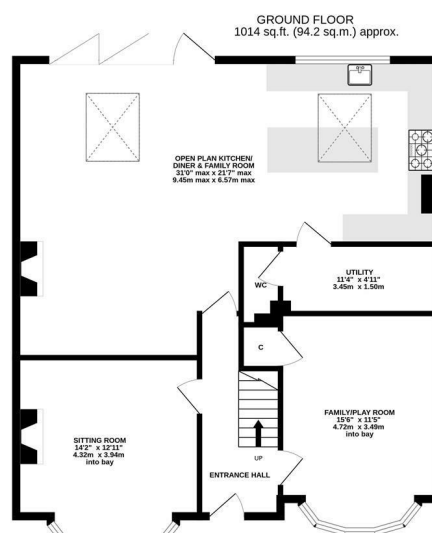 GROUND FLOOR
1014 sq.ft. (94.2 sq.m.) approx.
OPEN PLAN KITCHEN/
DINER & FAMILY ROOM
31'0" max x 21'7" max
9.45m max x 6.57m max
UTILITY
11'4" x 4'11"
3.45m x 1.50m
WC
C
FAMILY/PLAY ROOM
15'6" x 11'5"
4.72m x 3.49m
into bay
SITTING ROOM
14'2" x 12'11"
4.32m x 3.94m
into bay
UP
ENTRANCE HALL